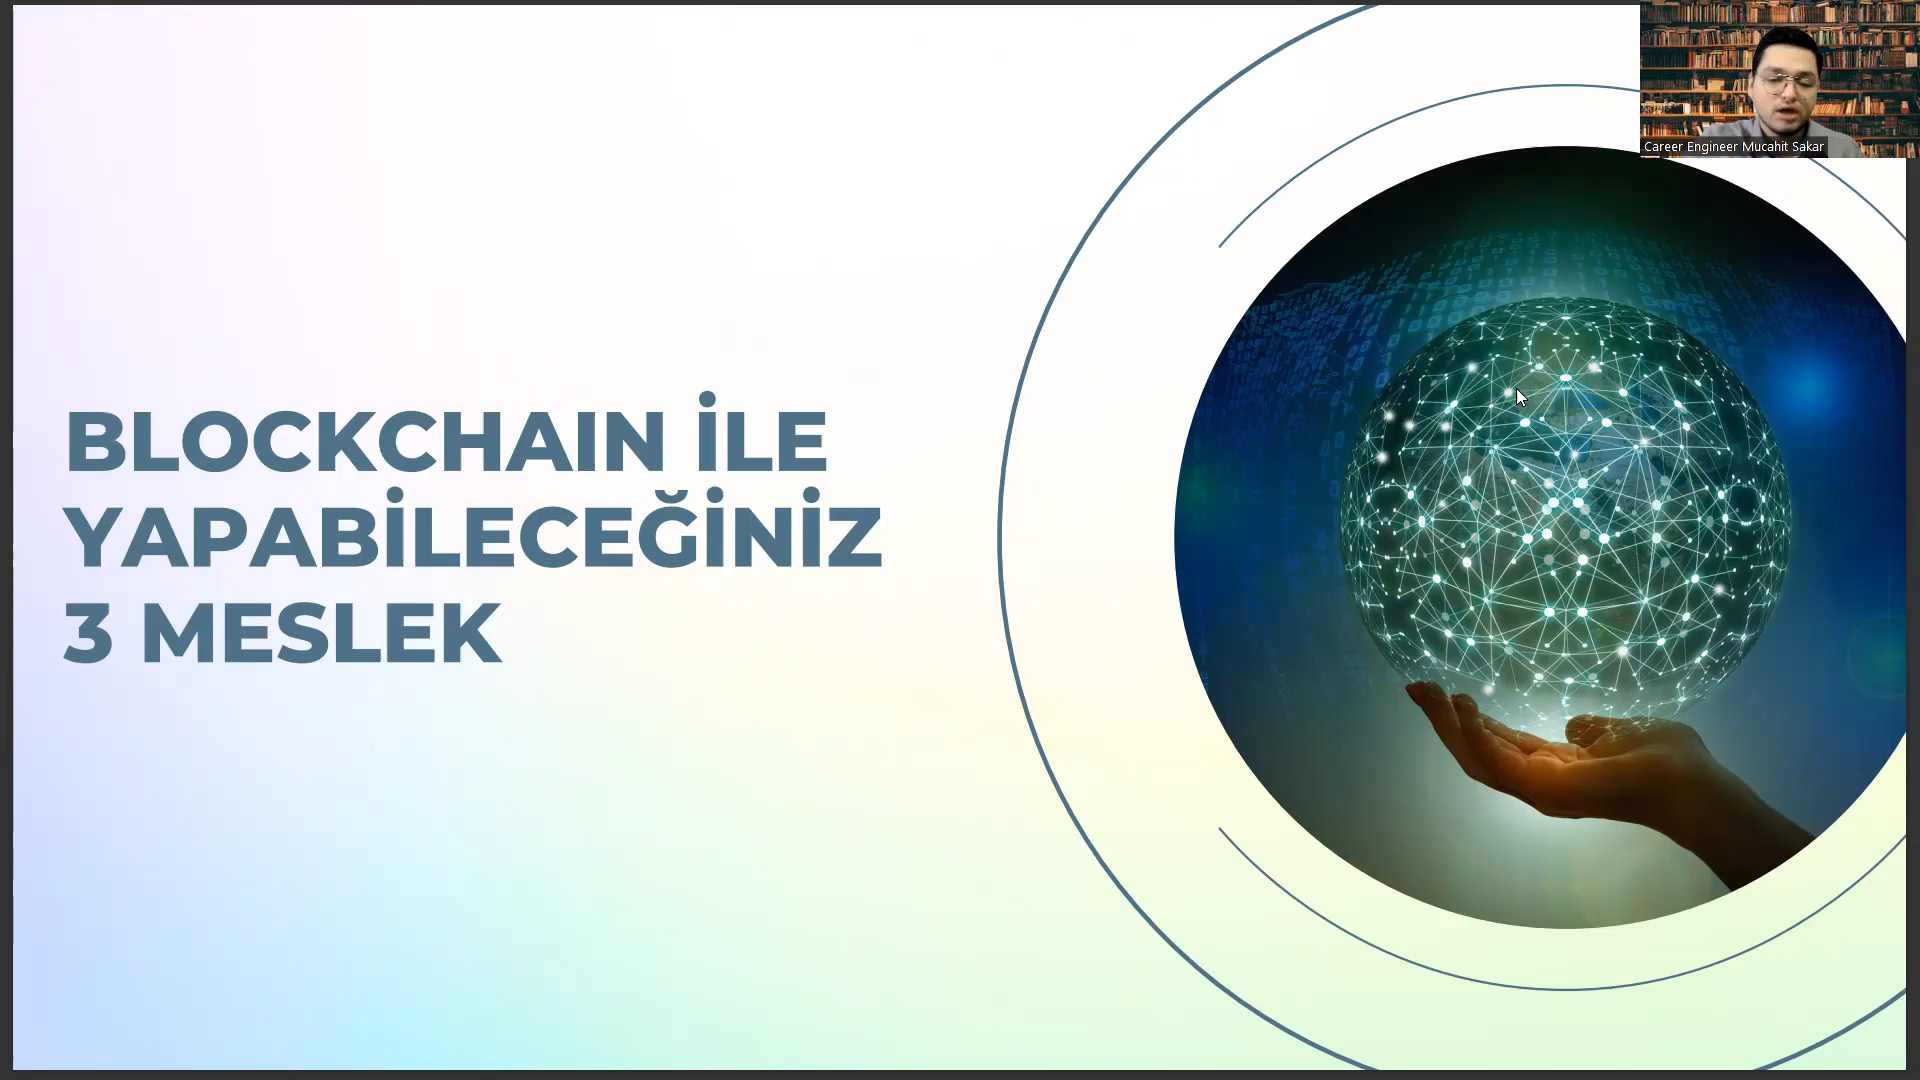 Career Engineer Mucahit Sakar
BLOCKCHAIN İLE
YAPABİLECEĞİNİZ
3 MESLEK